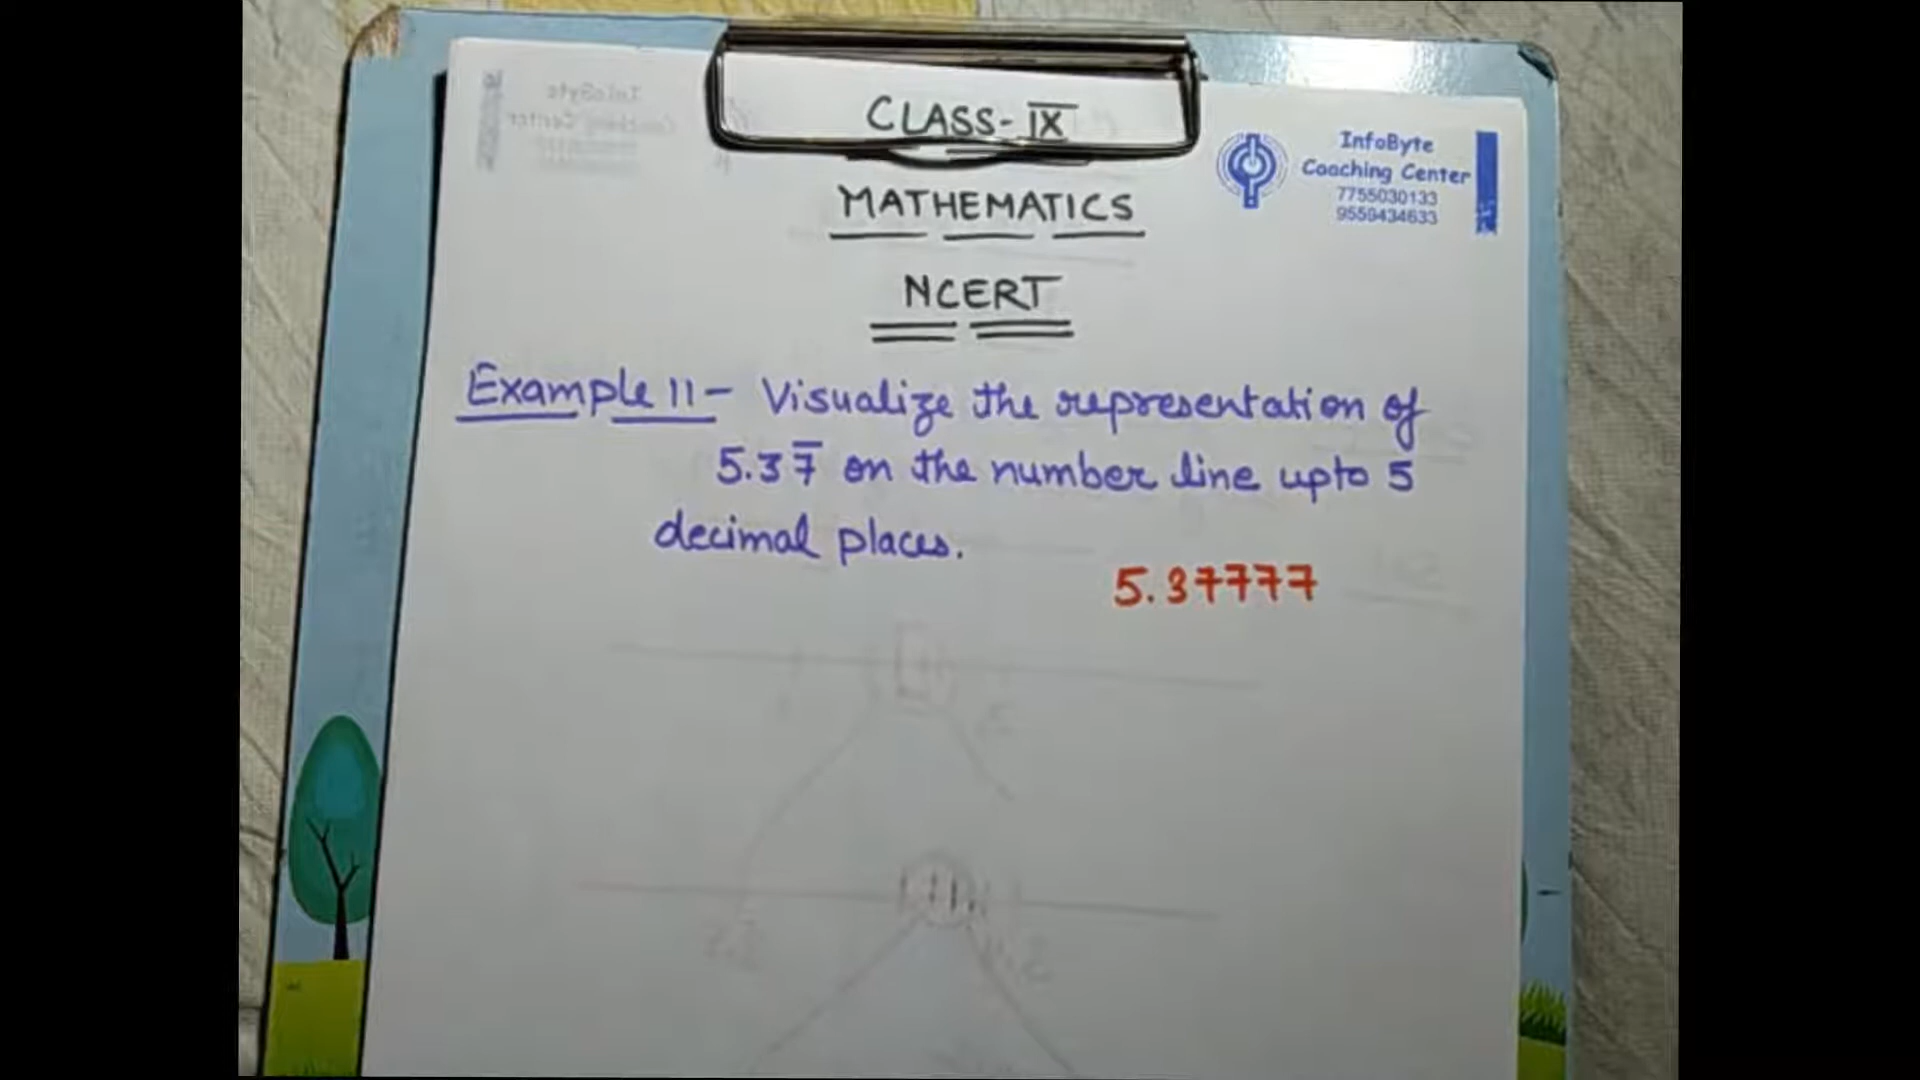 CLASS- IX
InfoByte
Coaching Center
7755030133
9559434633
MATHEMATICS
NCERT
Example 11 - Visualize the representation of
5.37̅ on the number line upto 5
decimal places.
5.37777